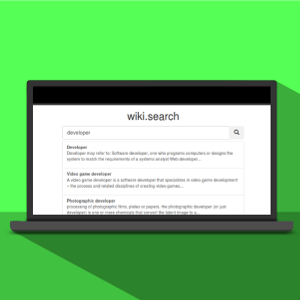 wiki.search
developer
Developer
Developer may refer to: Software developer, one who programs computers or designs the
system to match the requirements of a systems analyst Web developer...
Video game developer
A video game developer is a software developer that specializes in video game development
– the process and related disciplines of creating video games...
Photographic developer
processing of photographic films, plates or papers, the photographic developer (or just
developer) is one or more chemicals that convert the latent image to a...